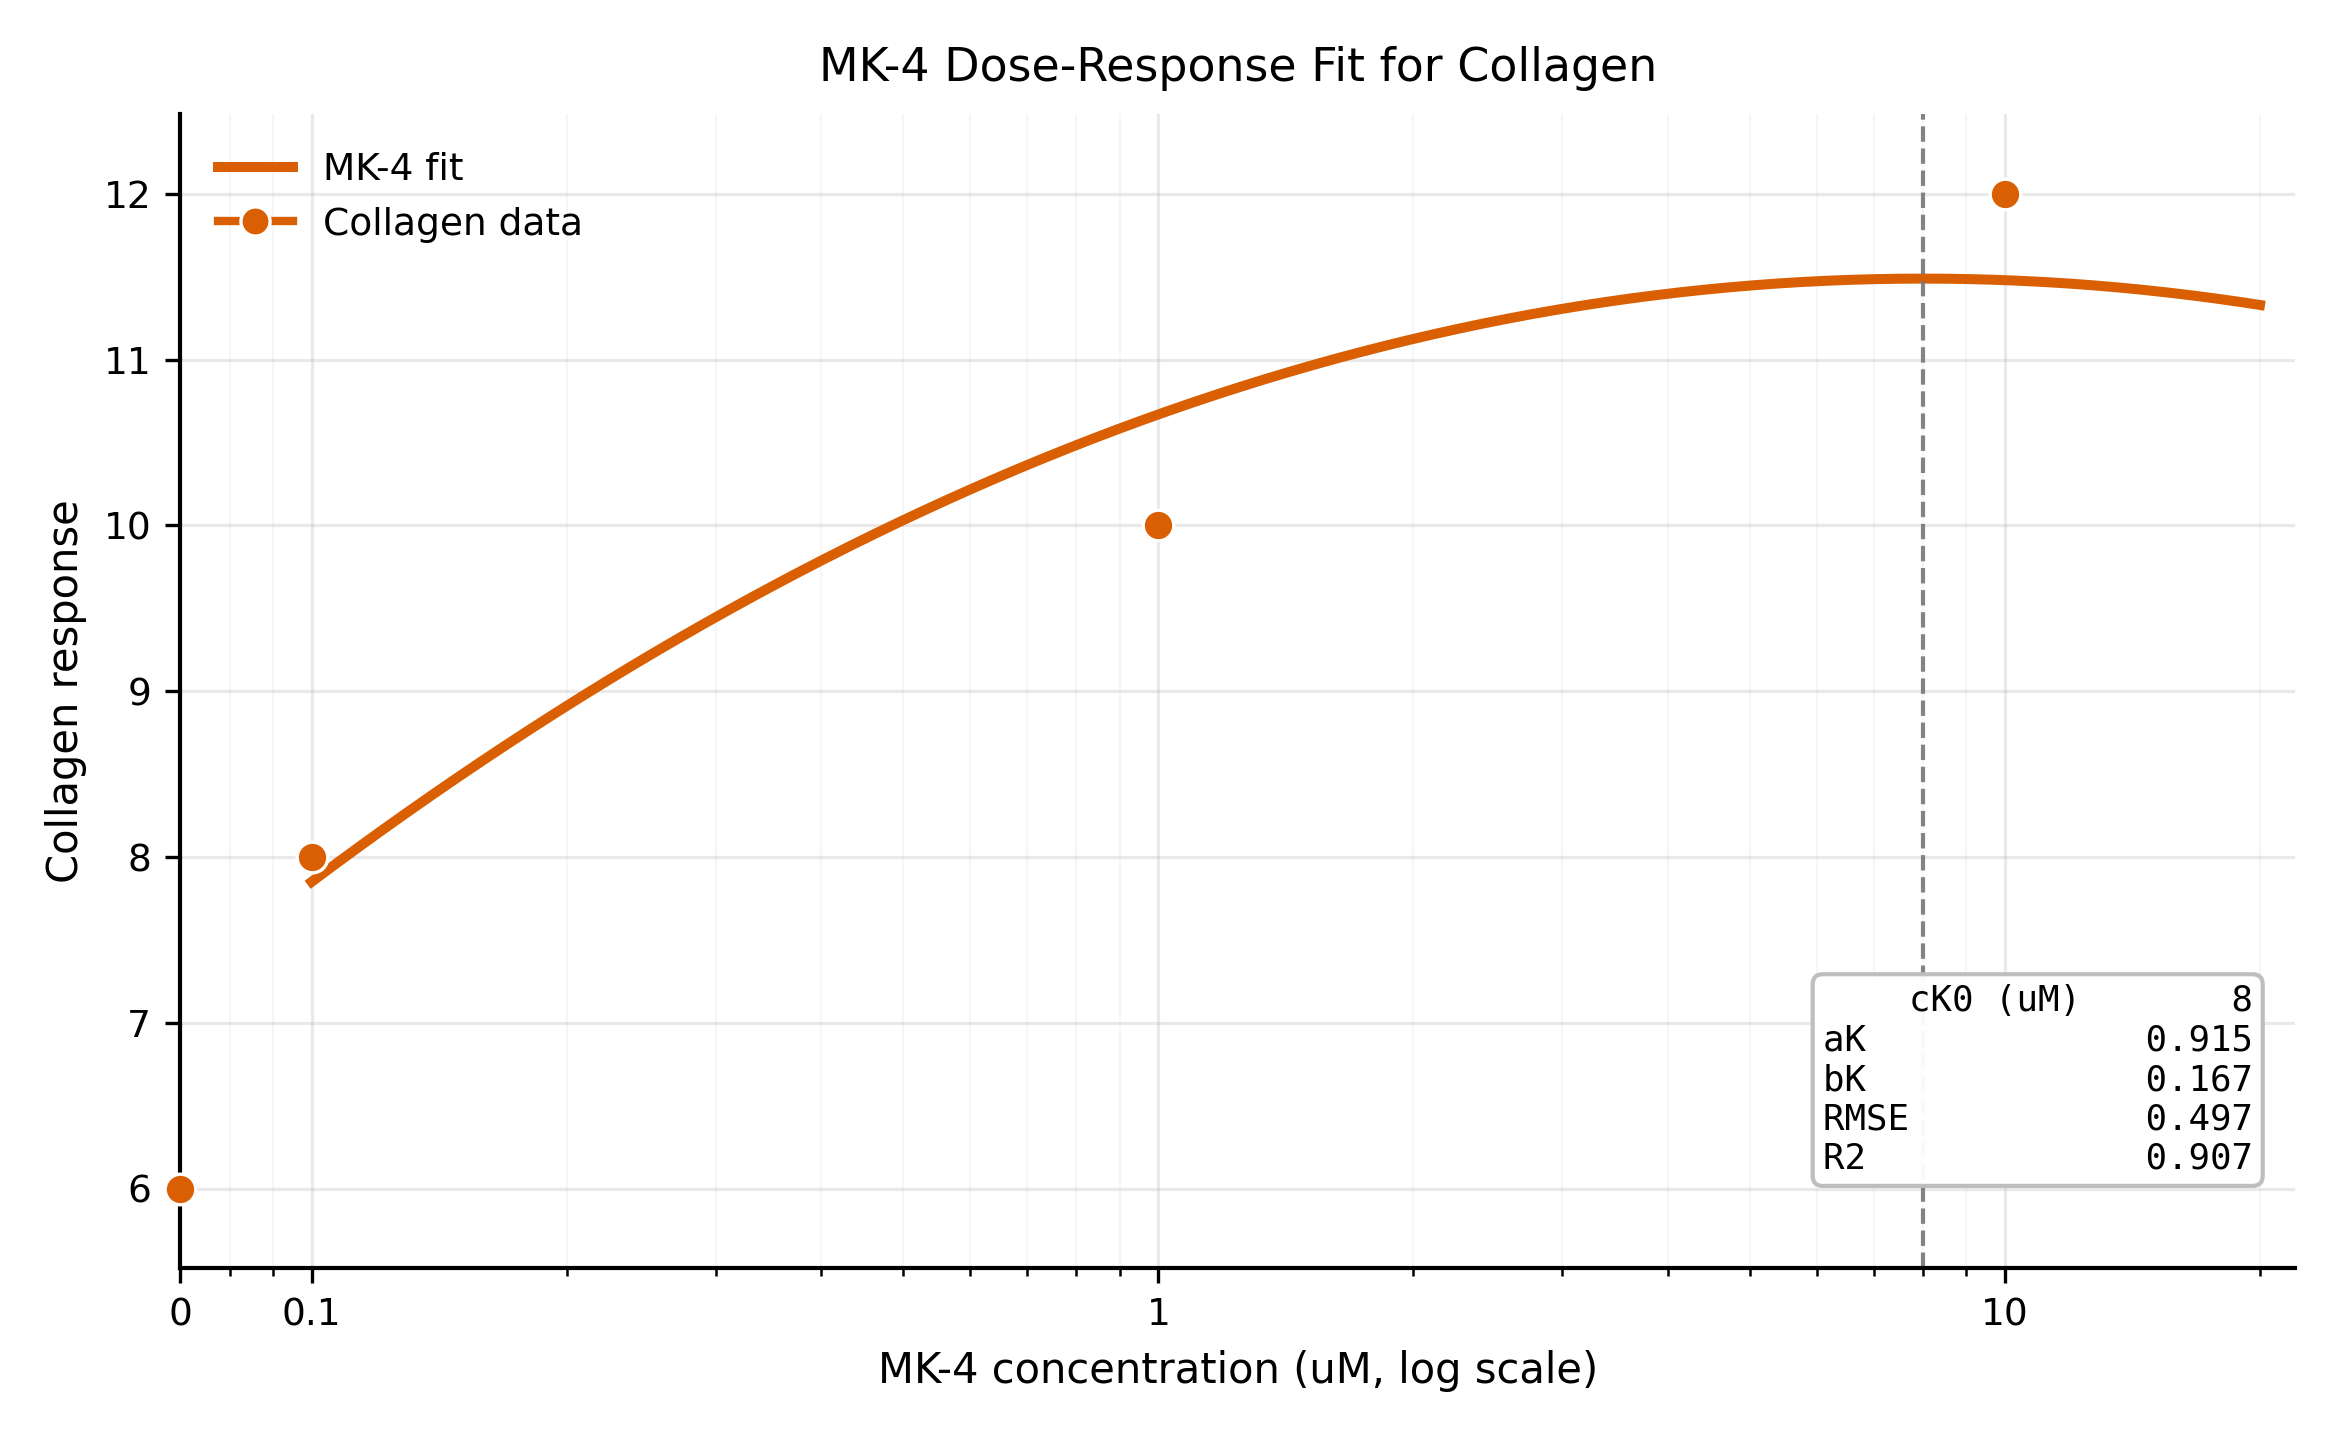 MK-4 Dose-Response Fit for Collagen
MK-4 fit
Collagen data
12
11
10
9
8
7
6
Collagen response
cK0 (uM) 8
aK 0.915
bK 0.167
RMSE 0.497
R2 0.907
0 0.1 1 10
MK-4 concentration (uM, log scale)